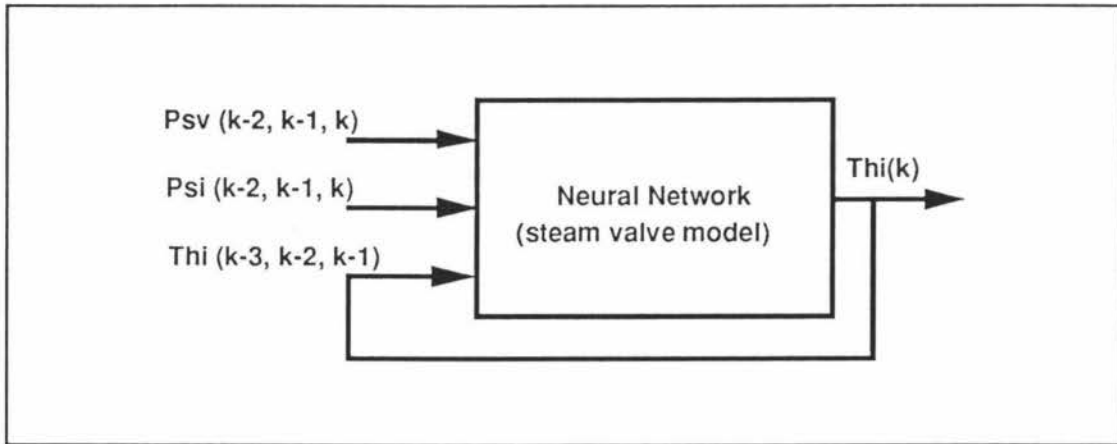 Psv (k-2, k-1, k)
Psi (k-2, k-1, k)
Thi (k-3, k-2, k-1)
Neural Network
(steam valve model)
Thi(k)